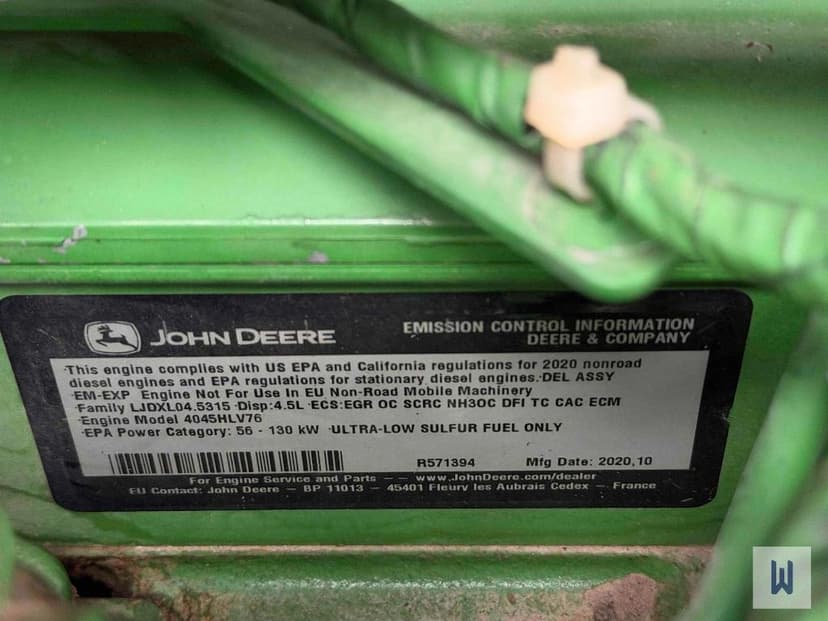 JOHN DEERE
EMISSION CONTROL INFORMATION
DEERE & COMPANY
This engine complies with US EPA and California regulations for 2020 nonroad
diesel engines and EPA regulations for stationary diesel engines. DEL ASSY
EM-EXP Engine Not For Use In EU Non-Road Mobile Machinery
Family LJDXL04.5315 Disp:4.5L ECS:EGR OC SCRC NH3OC DFI TC CAC ECM
Engine Model 4045HLV76
EPA Power Category: 56 - 130 kW ULTRA-LOW SULFUR FUEL ONLY
R571394 Mfg Date: 2020,10
For Engine Service and Parts - - www.JohnDeere.com/dealer
EU Contact: John Deere - BP 11013 - 45401 Fleury les Aubrais Cedex - France
W